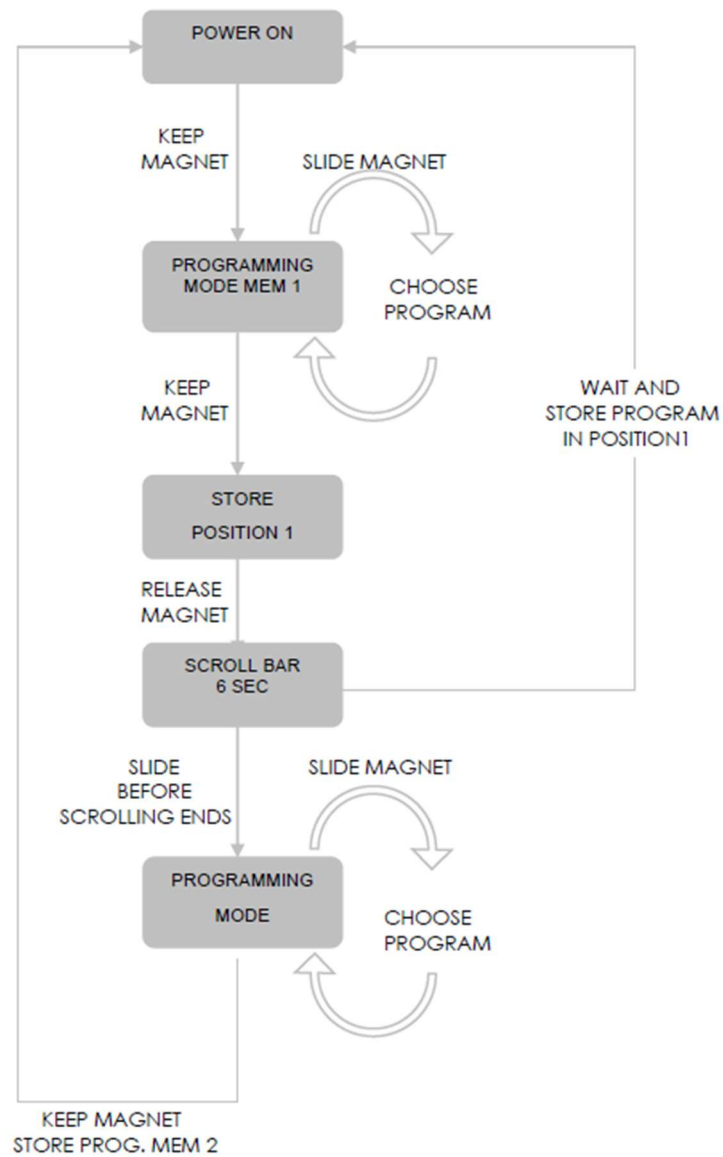 POWER ON
KEEP
MAGNET
SLIDE MAGNET
PROGRAMMING
MODE MEM 1
CHOOSE
PROGRAM
KEEP
MAGNET
WAIT AND
STORE PROGRAM
IN POSITION1
STORE
POSITION 1
RELEASE
MAGNET
SCROLL BAR
6 SEC
SLIDE
BEFORE
SCROLLING ENDS
SLIDE MAGNET
PROGRAMMING
MODE
CHOOSE
PROGRAM
KEEP MAGNET
STORE PROG. MEM 2